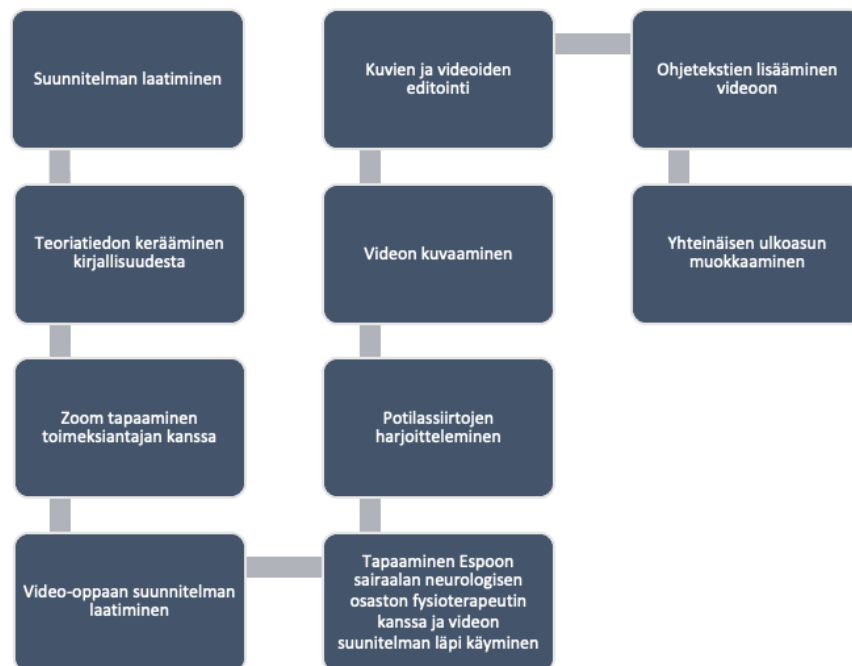 Suunnitelman laatiminen
Teoriatiedon kerääminen
kirjallisuudesta
Zoom tapaaminen
toimeksiantajan kanssa
Video-oppaan suunnitelman
laatiminen
Tapaaminen Espoon
sairaalan neurologisen
osaston fysioterapeutin
kanssa ja videon
suunitelman läpi käyminen
Potilassiirtojen
harjoitteleminen
Videon kuvaaminen
Kuvien ja videoiden
editointi
Ohjetekstien lisääminen
videoon
Yhteinäisen ulkoasun
muokkaaminen